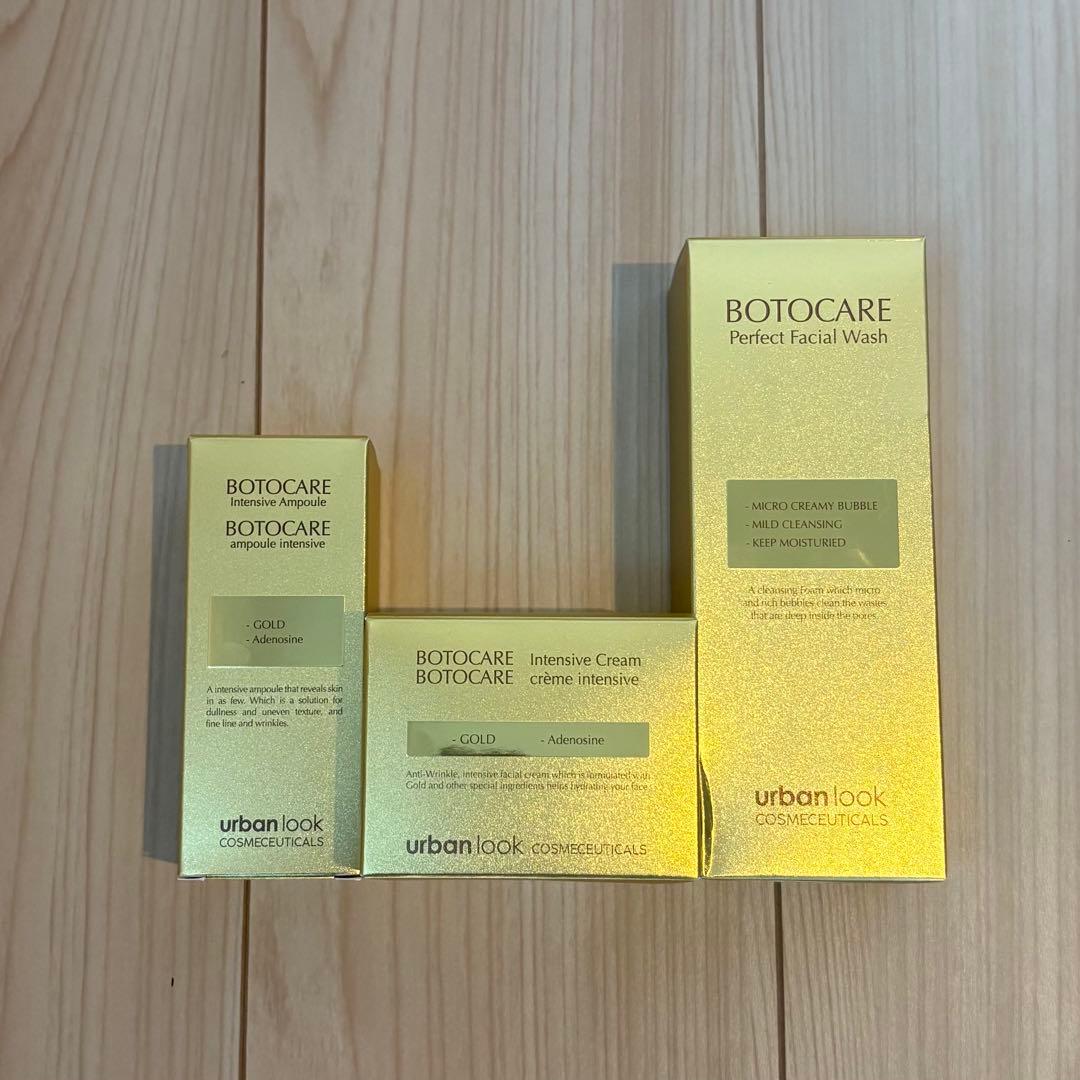 BOTOCARE
Intensive Ampoule
BOTOCARE
ampoule intensive
- GOLD
- Adenosine
A intensive ampoule that reveals skin
in as few. Which is a solution for
dullness and uneven texture, and
fine line and wrinkles.
urban look
COSMECEUTICALS
BOTOCARE Intensive Cream
BOTOCARE crème intensive
- GOLD - Adenosine
Anti-Wrinkle, intensive facial cream which is formulated with
Gold and other special ingredients helps hydrating your face
urban look COSMECEUTICALS
BOTOCARE
Perfect Facial Wash
- MICRO CREAMY BUBBLE
- MILD CLEANSING
- KEEP MOISTURIED
A cleansing Foam which micro
and rich bebbles clean the wastes
that are deep inside the pores.
urban look
COSMECEUTICALS